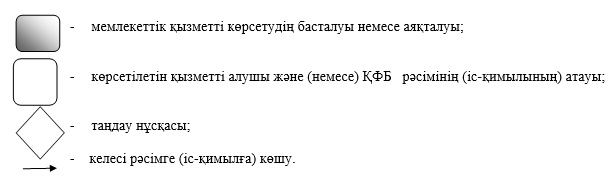 - мемлекеттік қызметті көрсетудің басталуы немесе аяқталуы;
- көрсетілетін қызметті алушы және (немесе) ҚФБ рәсімінің (іс-қимылының) атауы;
- таңдау нұсқасы;
- келесі рәсімге (іс-қимылға) көшу.